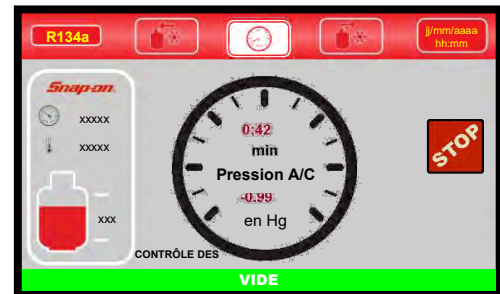 R134a
jj/mm/aaaa
hh:mm
Snap-on
xxxxx
xxxxx
xxx
0:42
min
Pression A/C
-0.99
en Hg
STOP
CONTRÔLE DES
VIDE